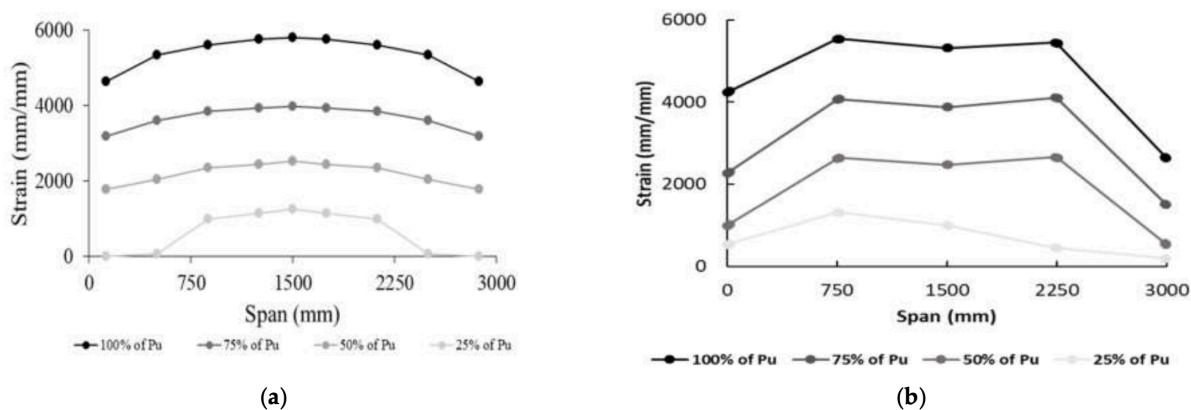 6000
4000
2000
0
Strain (mm/mm)
0 750 1500 2250 3000
Span (mm)
100% of Pu 75% of Pu 50% of Pu 25% of Pu
(a)
6000
4000
2000
0
Strain (mm/mm)
0 750 1500 2250 3000
Span (mm)
100% of Pu 75% of Pu 50% of Pu 25% of Pu
(b)